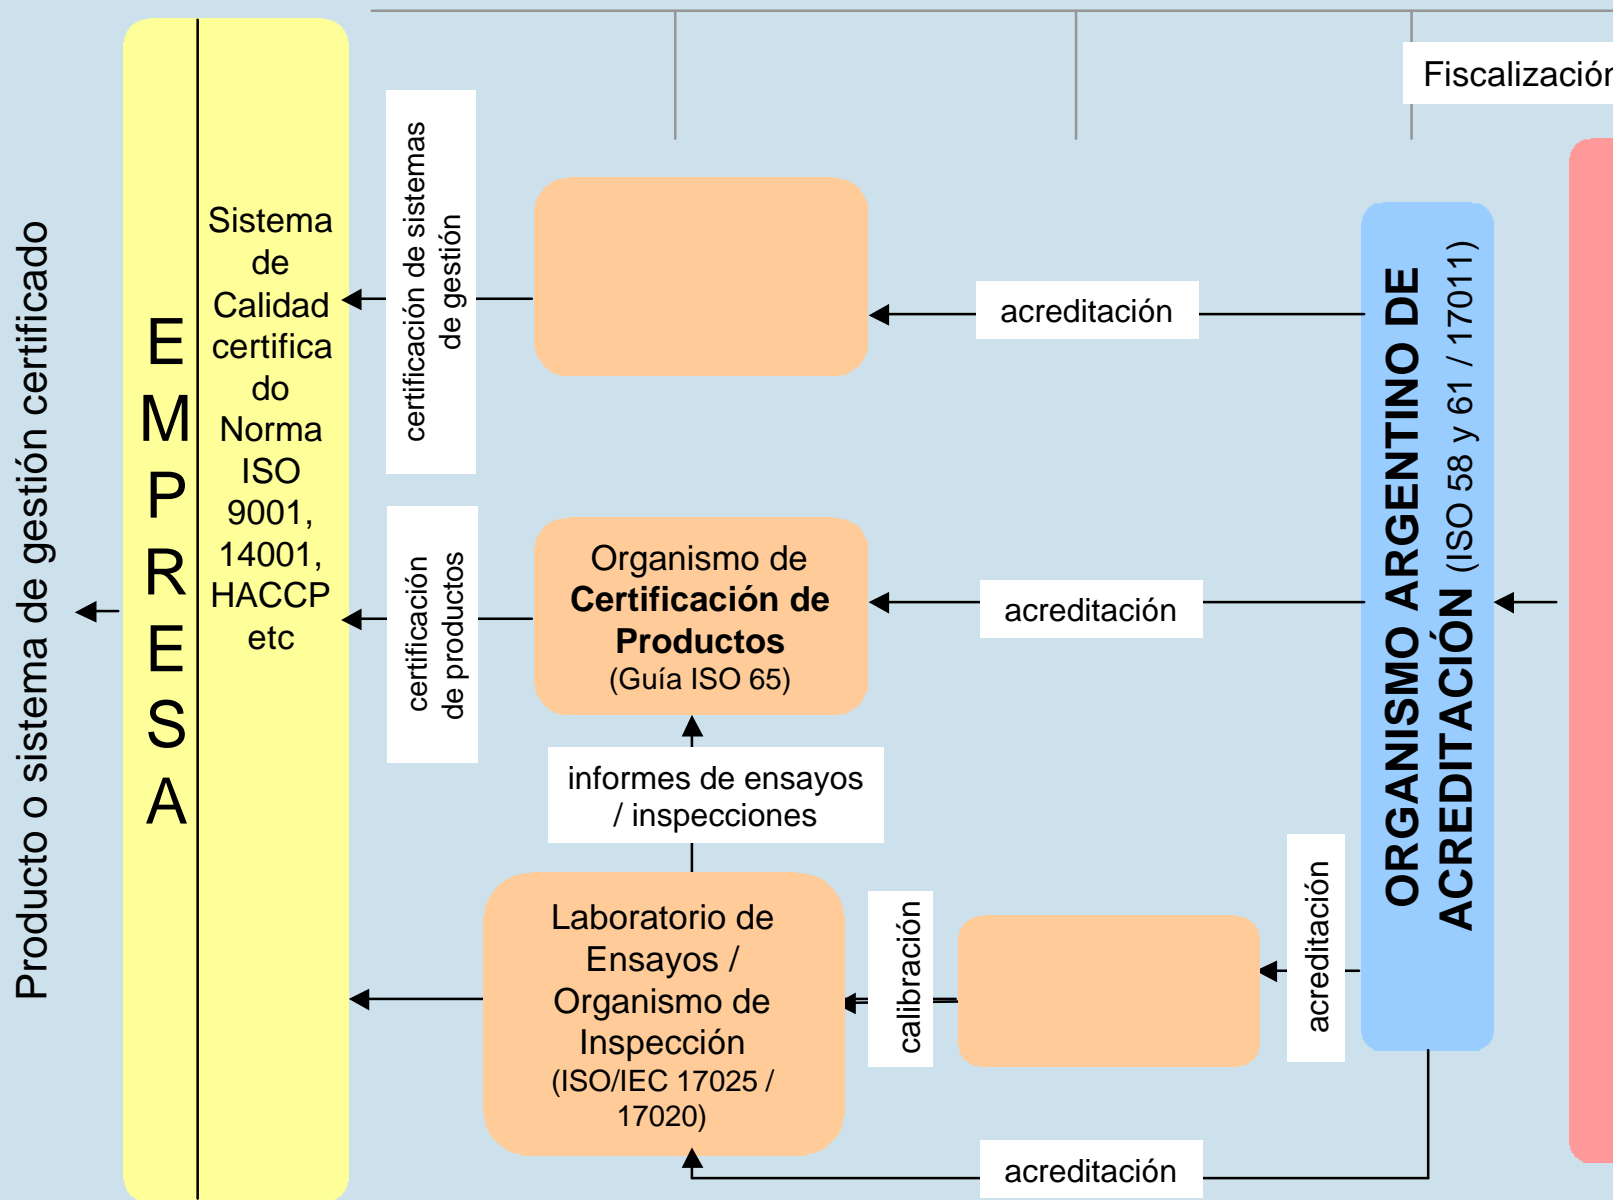 Fiscalización
Producto o sistema de gestión certificado
EMPRESA
Sistema
de
Calidad
certifica
do
Norma
ISO
9001,
14001,
HACCP
etc
certificación de sistemas
de gestión
acreditación
certificación
de productos
Organismo de
Certificación de
Productos
(Guía ISO 65)
acreditación
informes de ensayos
/ inspecciones
Laboratorio de
Ensayos /
Organismo de
Inspección
(ISO/IEC 17025 /
17020)
calibración
acreditación
acreditación
ORGANISMO ARGENTINO DE
ACREDITACIÓN (ISO 58 y 61 / 17011)